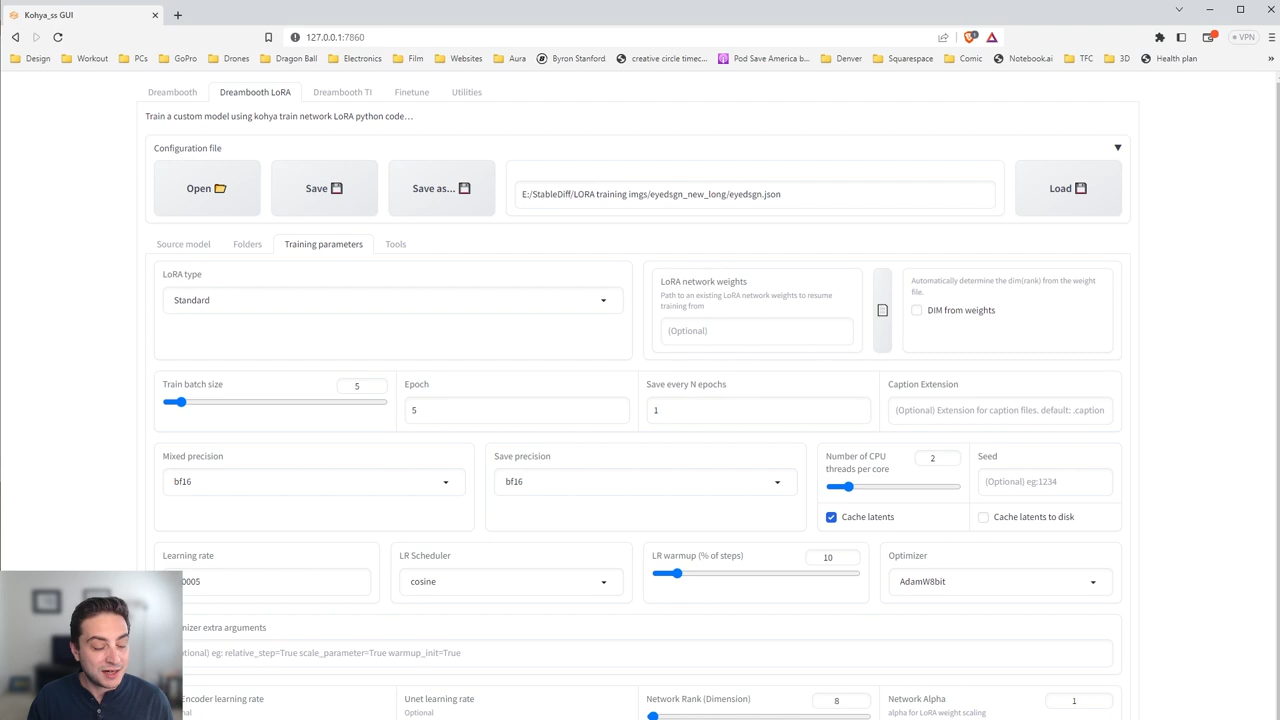 Kohya_ss GUI
127.0.0.1:7860
VPN
Design Workout PCs GoPro Drones Dragon Ball Electronics Film Websites Aura Byron Stanford creative circle timec... Pod Save America b... Denver Squarespace Comic Notebook.ai TFC 3D Health plan
Dreambooth Dreambooth LoRA Dreambooth TI Finetune Utilities
Train a custom model using kohya train network LoRA python code...
Configuration file
Open Save Save as... E:/StableDiff/LORA training imgs/eyedsgn_new_long/eyedsgn.json Load
Source model Folders Training parameters Tools
LoRA type
Standard
LoRA network weights
Path to an existing LoRA network weights to resume
training from
(Optional)
Automatically determine the dim(rank) from the weight
file.
DIM from weights
Train batch size 5
Epoch
5
Save every N epochs
1
Caption Extension
(Optional) Extension for caption files. default: .caption
Mixed precision
bf16
Save precision
bf16
Number of CPU
threads per core
2
Seed
(Optional) eg:1234
Cache latents
Cache latents to disk
Learning rate
0005
LR Scheduler
cosine
LR warmup (% of steps) 10
Optimizer
AdamW8bit
mizer extra arguments
tional) eg: relative_step=True scale_parameter=True warmup_init=True
Encoder learning rate
nal
Unet learning rate
Optional
Network Rank (Dimension) 8
Network Alpha
alpha for LoRA weight scaling
1